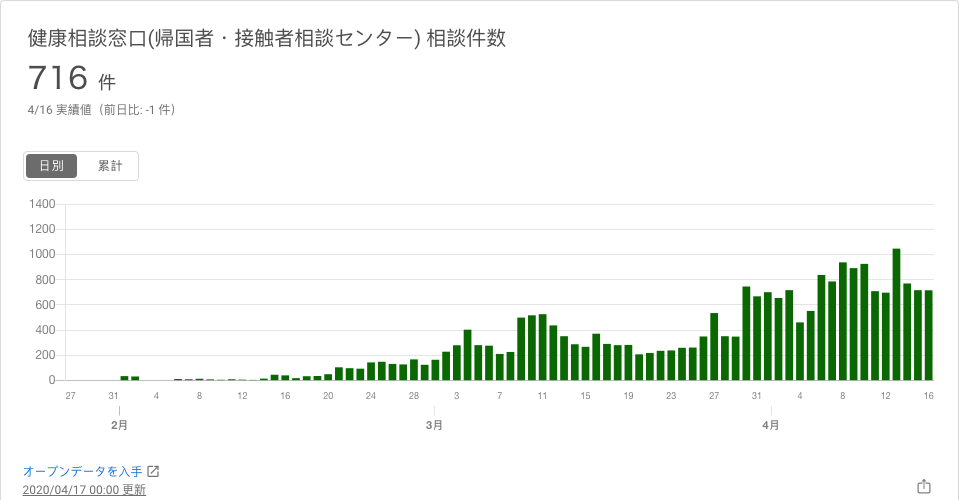 健康相談窓口(帰国者・接触者相談センター) 相談件数
716 件
4/16 実績値（前日比: -1 件）
日別 累計
1400
1200
1000
800
600
400
200
0
27 31 4 8 12 16 20 24 28 3 7 11 15 19 23 27 31 4 8 12 16
2月 3月 4月
オープンデータを入手
2020/04/17 00:00 更新